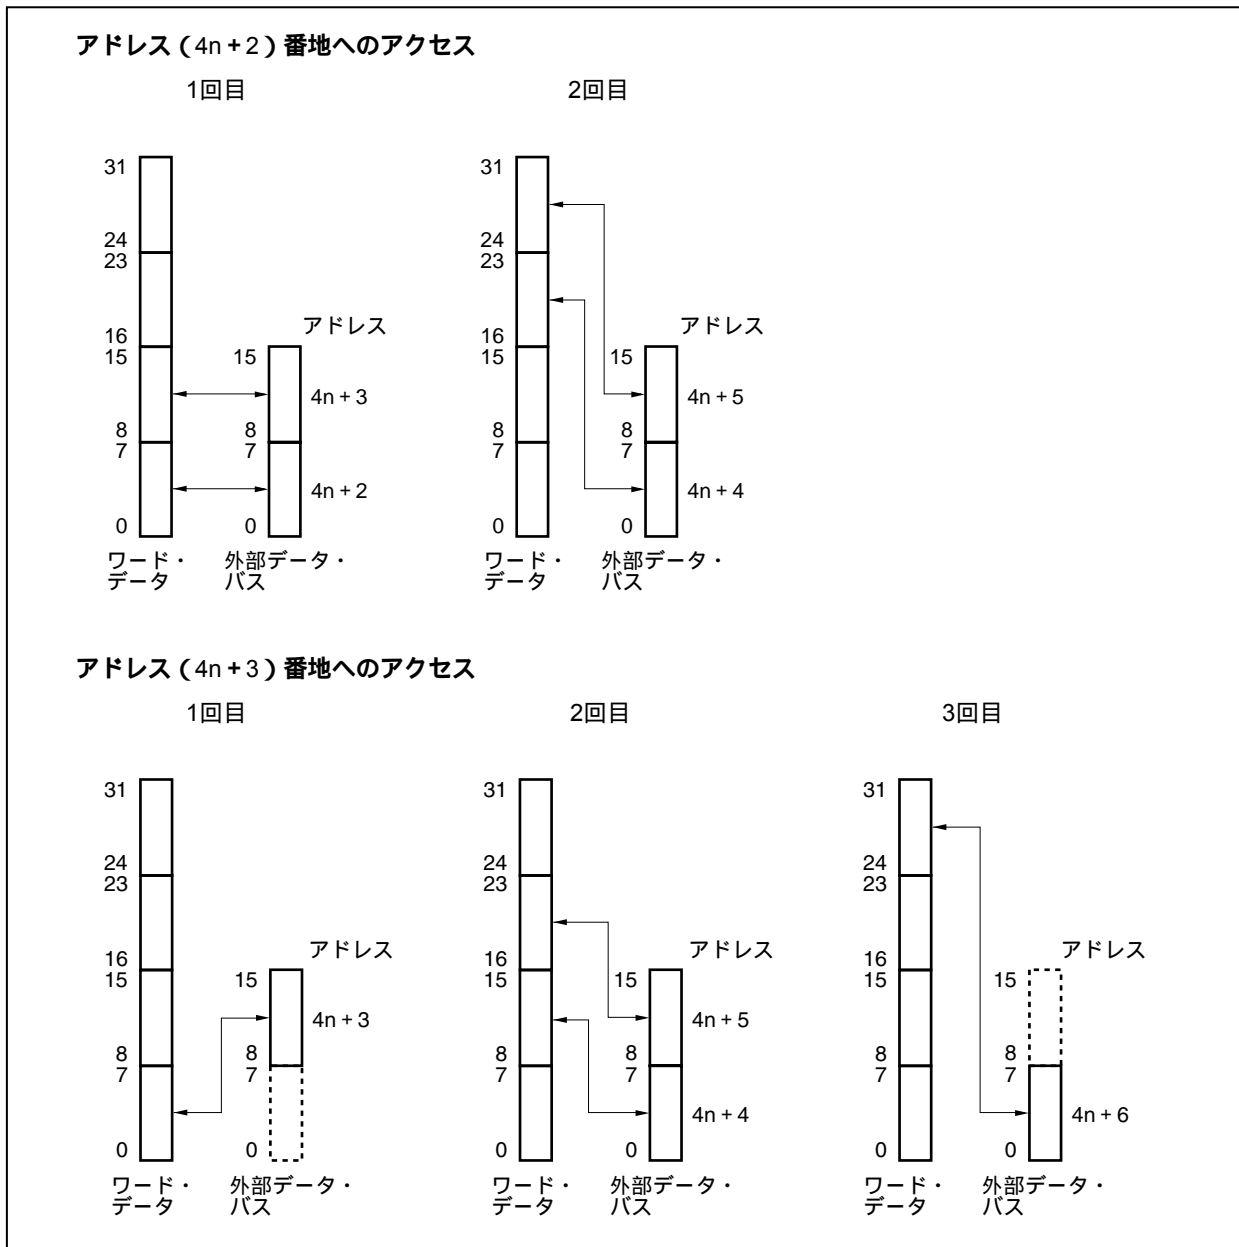 アドレス（4n + 2）番地へのアクセス
1回目
2回目
31
24
23
16
15
8
7
0
アドレス
15
8
7
0
4n + 3
4n + 2
ワード・
データ
外部データ・
バス
31
24
23
16
15
8
7
0
アドレス
15
8
7
0
4n + 5
4n + 4
ワード・
データ
外部データ・
バス
アドレス（4n + 3）番地へのアクセス
1回目
2回目
3回目
31
24
23
16
15
8
7
0
アドレス
15
8
7
0
4n + 3
ワード・
データ
外部データ・
バス
31
24
23
16
15
8
7
0
アドレス
15
8
7
0
4n + 5
4n + 4
ワード・
データ
外部データ・
バス
31
24
23
16
15
8
7
0
アドレス
15
8
7
0
4n + 6
ワード・
データ
外部データ・
バス